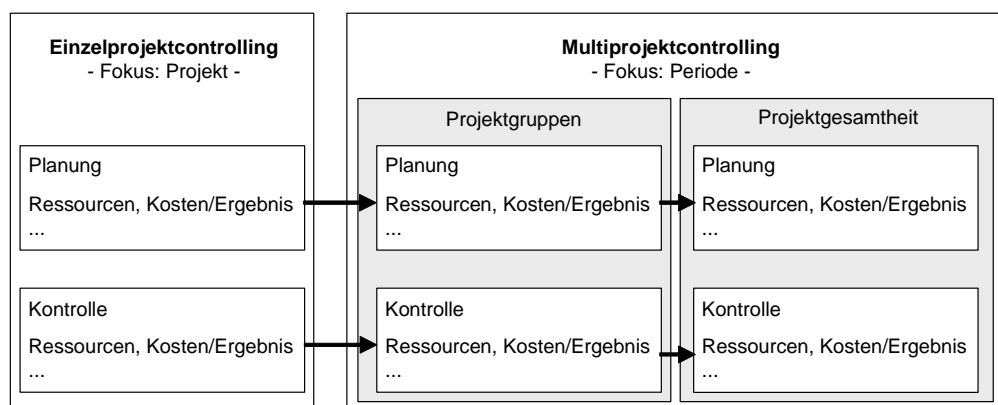 Einzelprojektcontrolling
- Fokus: Projekt -
Planung
Ressourcen, Kosten/Ergebnis
...
Kontrolle
Ressourcen, Kosten/Ergebnis
...
Multiprojektcontrolling
- Fokus: Periode -
Projektgruppen
Planung
Ressourcen, Kosten/Ergebnis
...
Kontrolle
Ressourcen, Kosten/Ergebnis
...
Projektgesamtheit
Planung
Ressourcen, Kosten/Ergebnis
...
Kontrolle
Ressourcen, Kosten/Ergebnis
...